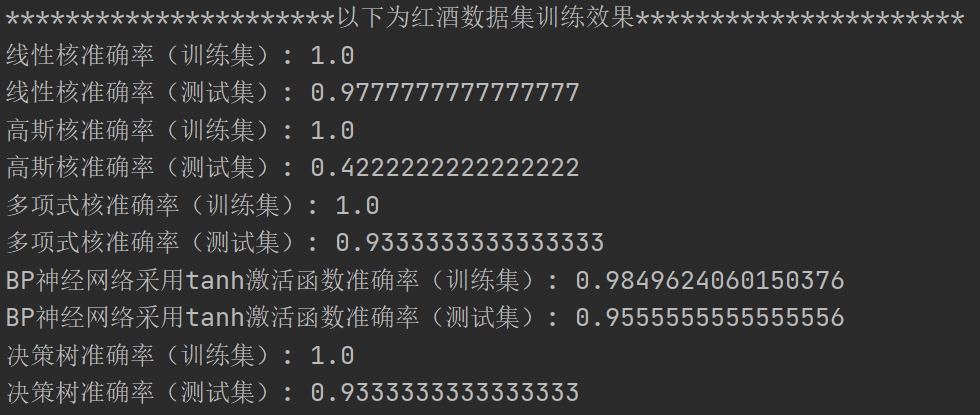 **********************以下为红酒数据集训练效果**********************
线性核准确率（训练集）: 1.0
线性核准确率（测试集）: 0.9777777777777777
高斯核准确率（训练集）: 1.0
高斯核准确率（测试集）: 0.4222222222222222
多项式核准确率（训练集）: 1.0
多项式核准确率（测试集）: 0.9333333333333333
BP神经网络采用tanh激活函数准确率（训练集）: 0.9849624060150376
BP神经网络采用tanh激活函数准确率（测试集）: 0.9555555555555556
决策树准确率（训练集）: 1.0
决策树准确率（测试集）: 0.9333333333333333